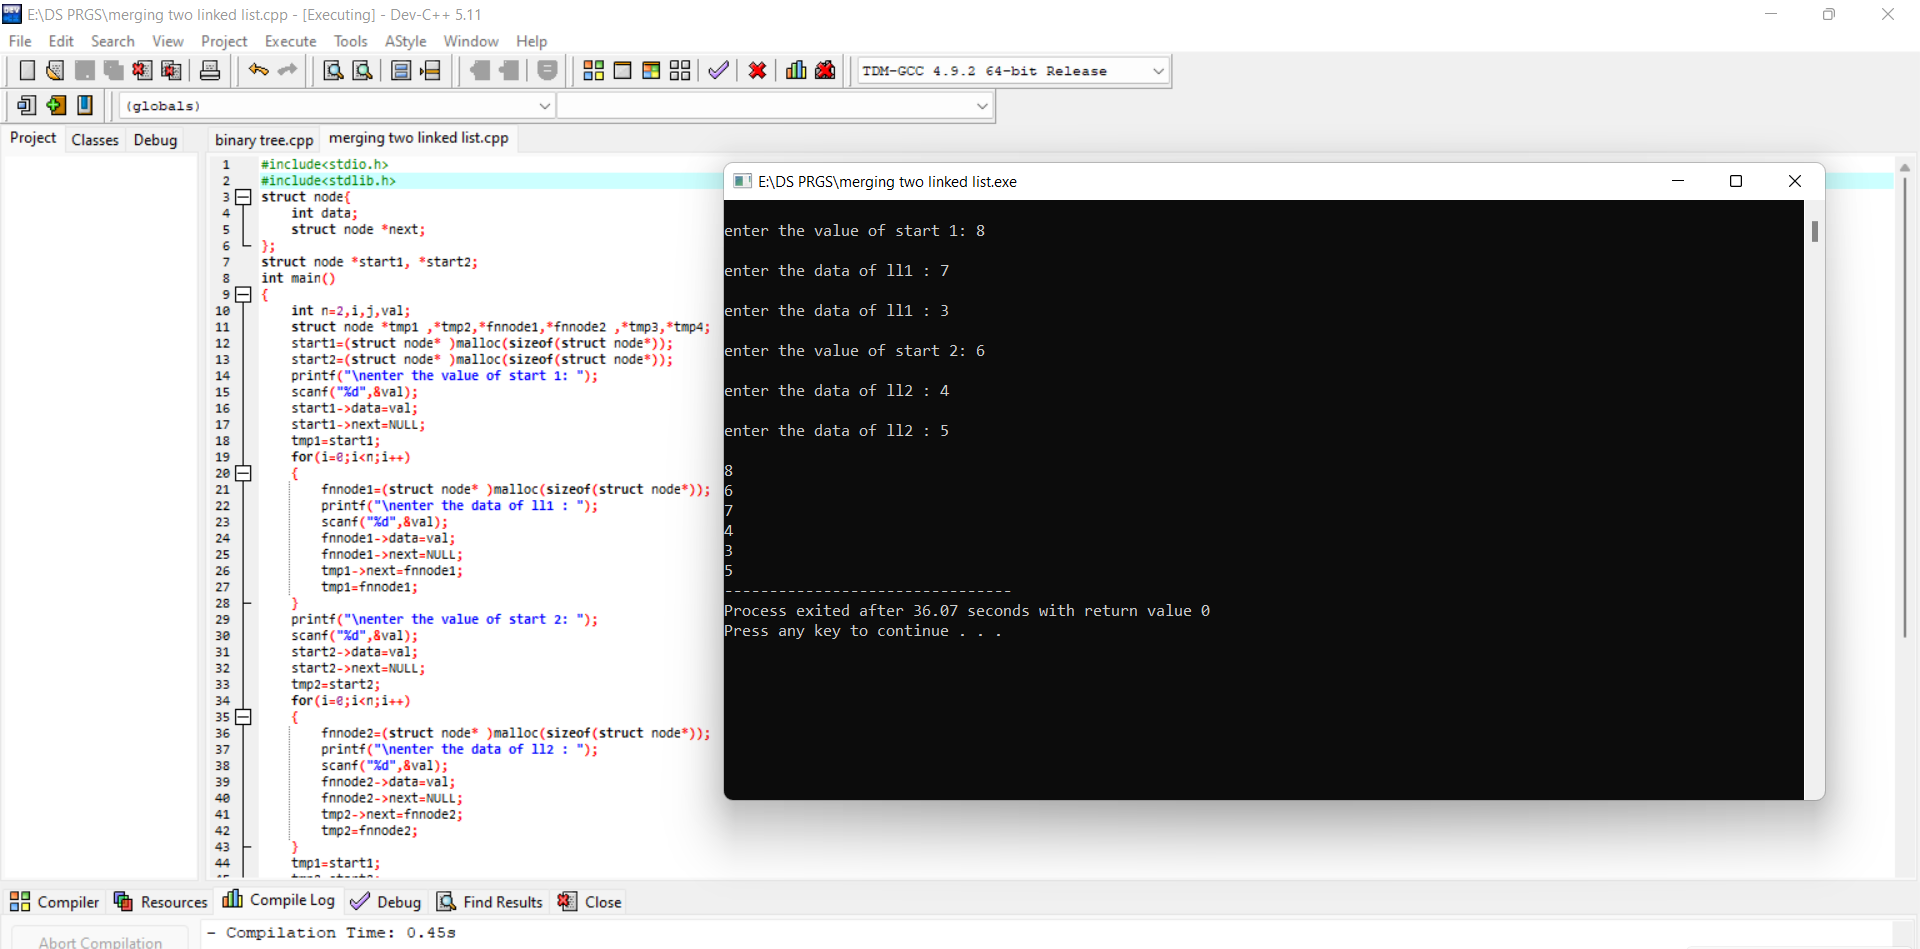 E:\DS PRGS\merging two linked list.cpp - [Executing] - Dev-C++ 5.11
File Edit Search View Project Execute Tools AStyle Window Help
TDM-GCC 4.9.2 64-bit Release
(globals)
Project Classes Debug
binary tree.cpp merging two linked list.cpp
1 #include<stdio.h>
2 #include<stdlib.h>
3 struct node{
4 int data;
5 struct node *next;
6 };
7 struct node *start1, *start2;
8 int main()
9 {
10 int n=2,i,j,val;
11 struct node *tmp1 ,*tmp2,*fnnode1,*fnnode2 ,*tmp3,*tmp4;
12 start1=(struct node* )malloc(sizeof(struct node*));
13 start2=(struct node* )malloc(sizeof(struct node*));
14 printf("\nenter the value of start 1: ");
15 scanf("%d",&val);
16 start1->data=val;
17 start1->next=NULL;
18 tmp1=start1;
19 for(i=0;i<n;i++)
20 {
21 fnnode1=(struct node* )malloc(sizeof(struct node*));
22 printf("\nenter the data of ll1 : ");
23 scanf("%d",&val);
24 fnnode1->data=val;
25 fnnode1->next=NULL;
26 tmp1->next=fnnode1;
27 tmp1=fnnode1;
28 }
29 printf("\nenter the value of start 2: ");
30 scanf("%d",&val);
31 start2->data=val;
32 start2->next=NULL;
33 tmp2=start2;
34 for(i=0;i<n;i++)
35 {
36 fnnode2=(struct node* )malloc(sizeof(struct node*));
37 printf("\nenter the data of ll2 : ");
38 scanf("%d",&val);
39 fnnode2->data=val;
40 fnnode2->next=NULL;
41 tmp2->next=fnnode2;
42 tmp2=fnnode2;
43 }
44 tmp1=start1;
E:\DS PRGS\merging two linked list.exe
enter the value of start 1: 8
enter the data of ll1 : 7
enter the data of ll1 : 3
enter the value of start 2: 6
enter the data of ll2 : 4
enter the data of ll2 : 5
8
6
7
4
3
5
--------------------------------
Process exited after 36.07 seconds with return value 0
Press any key to continue . . .
Compiler Resources Compile Log Debug Find Results Close
Abort Compilation
- Compilation Time: 0.45s